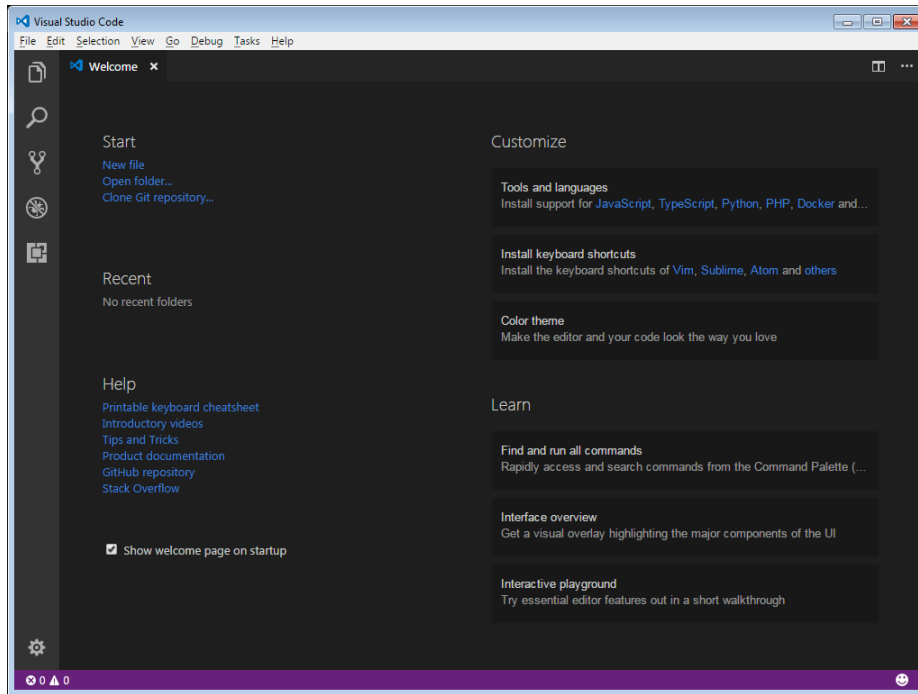 Visual Studio Code
File Edit Selection View Go Debug Tasks Help
Welcome
Start
New file
Open folder...
Clone Git repository...
Recent
No recent folders
Help
Printable keyboard cheatsheet
Introductory videos
Tips and Tricks
Product documentation
GitHub repository
Stack Overflow
Show welcome page on startup
Customize
Tools and languages
Install support for JavaScript, TypeScript, Python, PHP, Docker and...
Install keyboard shortcuts
Install the keyboard shortcuts of Vim, Sublime, Atom and others
Color theme
Make the editor and your code look the way you love
Learn
Find and run all commands
Rapidly access and search commands from the Command Palette (...
Interface overview
Get a visual overlay highlighting the major components of the UI
Interactive playground
Try essential editor features out in a short walkthrough
0 0